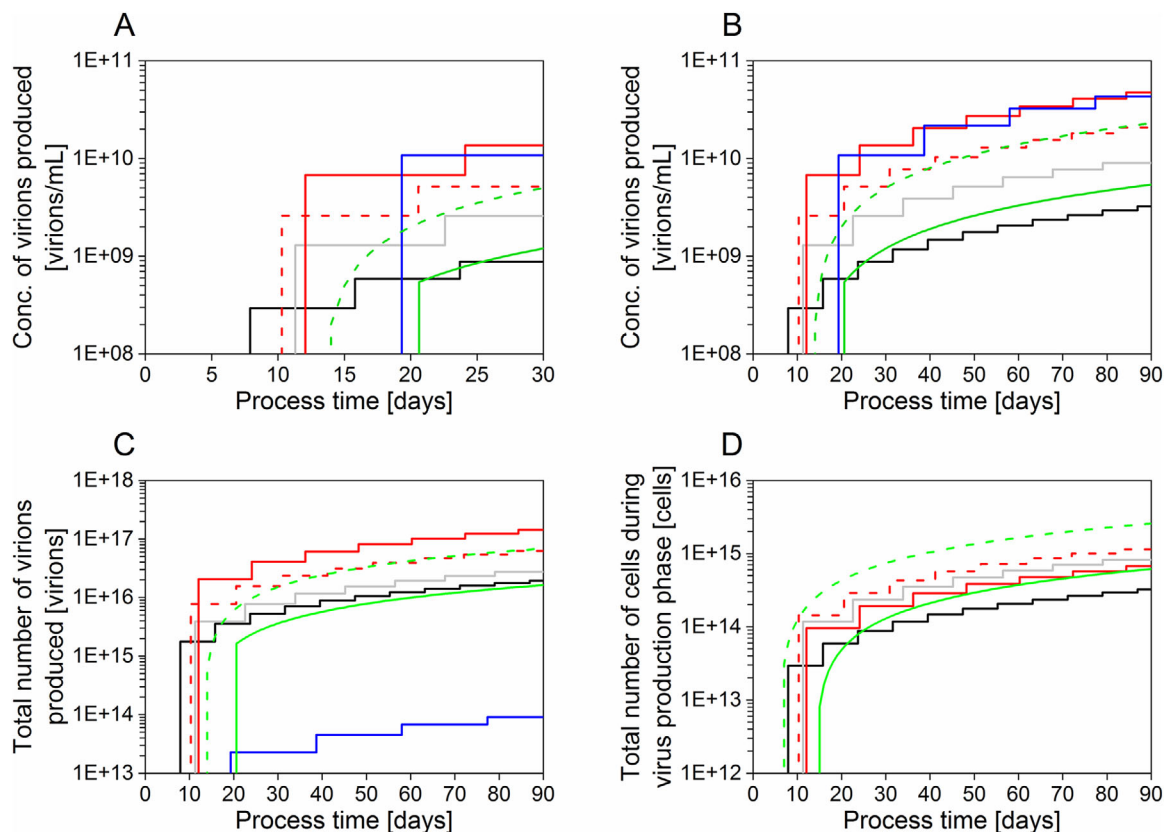 A
1E+11
1E+10
1E+09
1E+08
Conc. of virions produced
[virions/mL]
0 5 10 15 20 25 30
Process time [days]
B
1E+11
1E+10
1E+09
1E+08
Conc. of virions produced
[virions/mL]
0 10 20 30 40 50 60 70 80 90
Process time [days]
C
1E+18
1E+17
1E+16
1E+15
1E+14
1E+13
Total number of virions
produced [virions]
0 10 20 30 40 50 60 70 80 90
Process time [days]
D
1E+16
1E+15
1E+14
1E+13
1E+12
Total number of cells during
virus production phase [cells]
0 10 20 30 40 50 60 70 80 90
Process time [days]